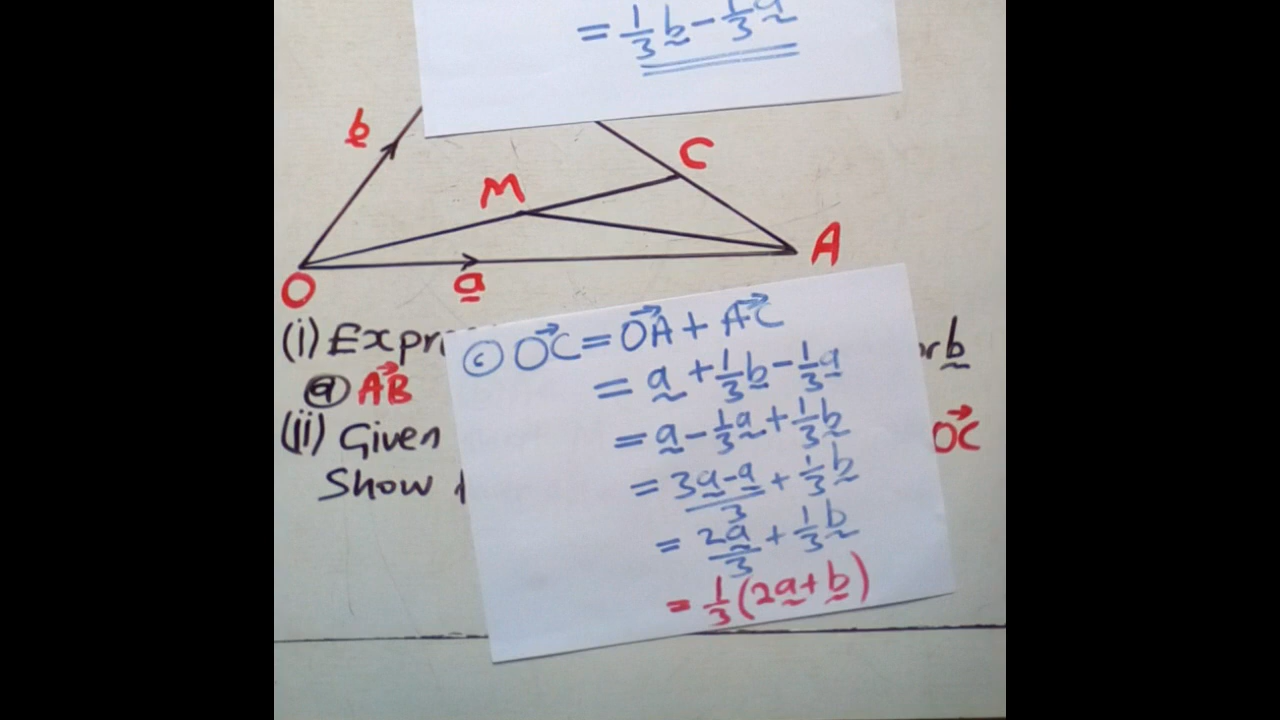 = 1/3 b - 1/3 a
b
C
M
A
O
a
(i) Expr
or b
(a) AB
(ii) Given
OC
Show
(c) OC = OA + AC
= a + 1/3 b - 1/3 a
= a - 1/3 a + 1/3 b
= 3a-a/3 + 1/3 b
= 2a/3 + 1/3 b
= 1/3 (2a + b)